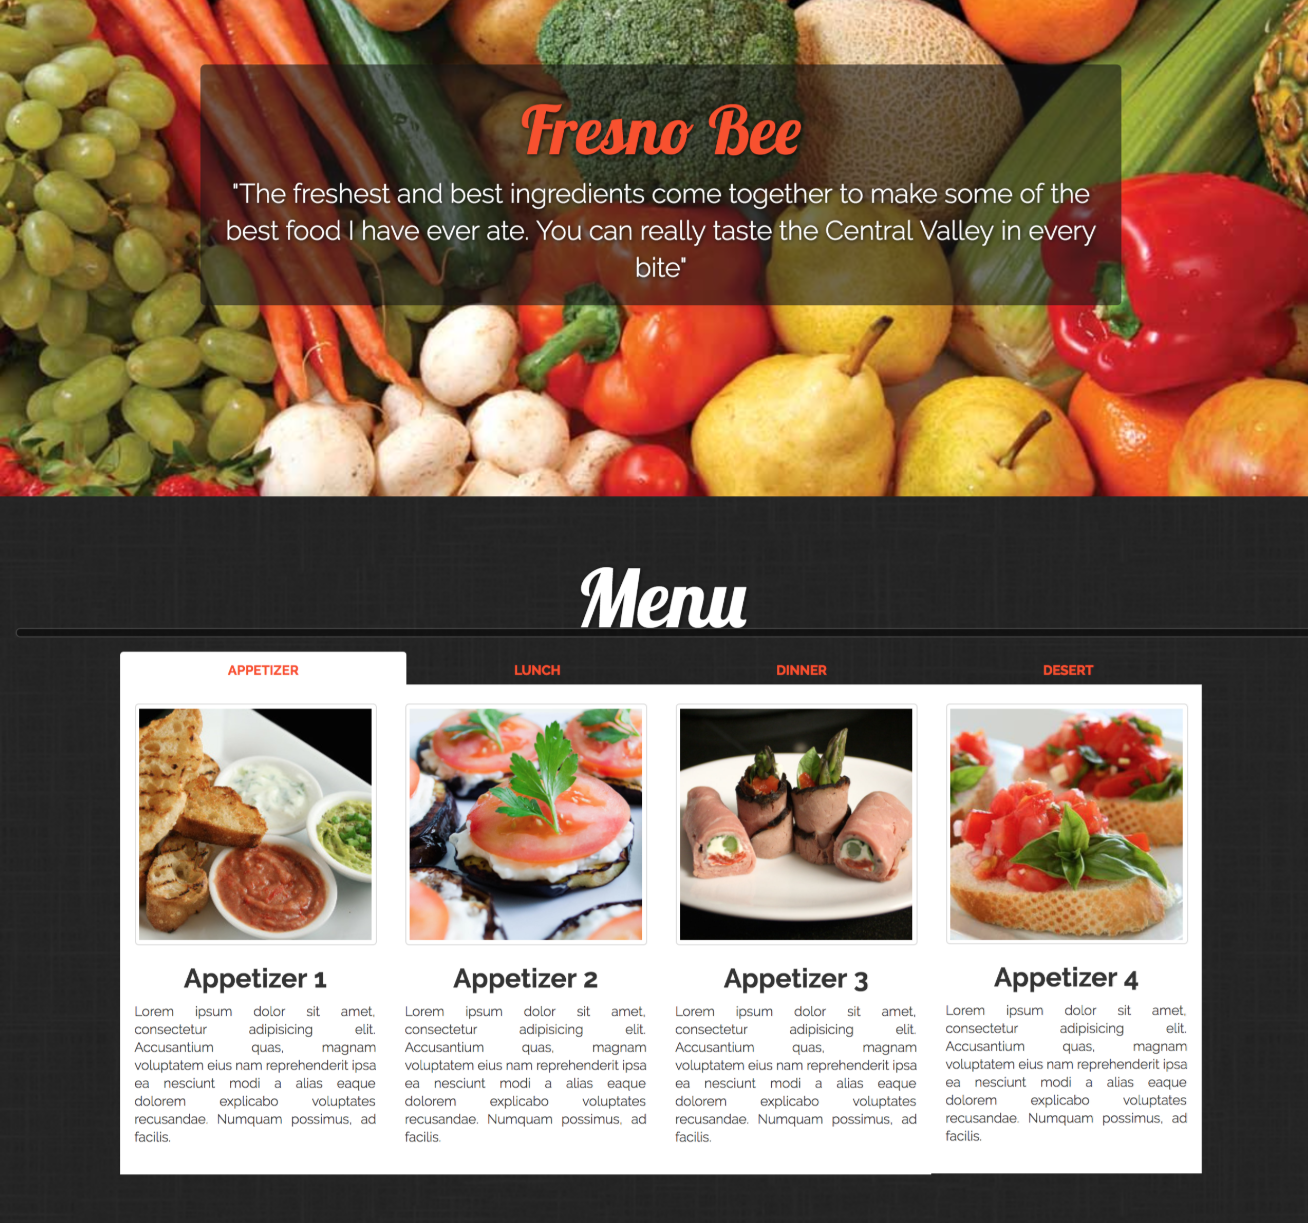 Fresno Bee
"The freshest and best ingredients come together to make some of the
best food I have ever ate. You can really taste the Central Valley in every
bite"
Menu
APPETIZER
LUNCH
DINNER
DESERT
Appetizer 1
Lorem ipsum dolor sit amet,
consectetur adipisicing elit.
Accusantium quas, magnam
voluptatem eius nam reprehenderit ipsa
ea nesciunt modi a alias eaque
dolorem explicabo voluptates
recusandae. Numquam possimus, ad
facilis.
Appetizer 2
Lorem ipsum dolor sit amet,
consectetur adipisicing elit.
Accusantium quas, magnam
voluptatem eius nam reprehenderit ipsa
ea nesciunt modi a alias eaque
dolorem explicabo voluptates
recusandae. Numquam possimus, ad
facilis.
Appetizer 3
Lorem ipsum dolor sit amet,
consectetur adipisicing elit.
Accusantium quas, magnam
voluptatem eius nam reprehenderit ipsa
ea nesciunt modi a alias eaque
dolorem explicabo voluptates
recusandae. Numquam possimus, ad
facilis.
Appetizer 4
Lorem ipsum dolor sit amet,
consectetur adipisicing elit.
Accusantium quas, magnam
voluptatem eius nam reprehenderit ipsa
ea nesciunt modi a alias eaque
dolorem explicabo voluptates
recusandae. Numquam possimus, ad
facilis.